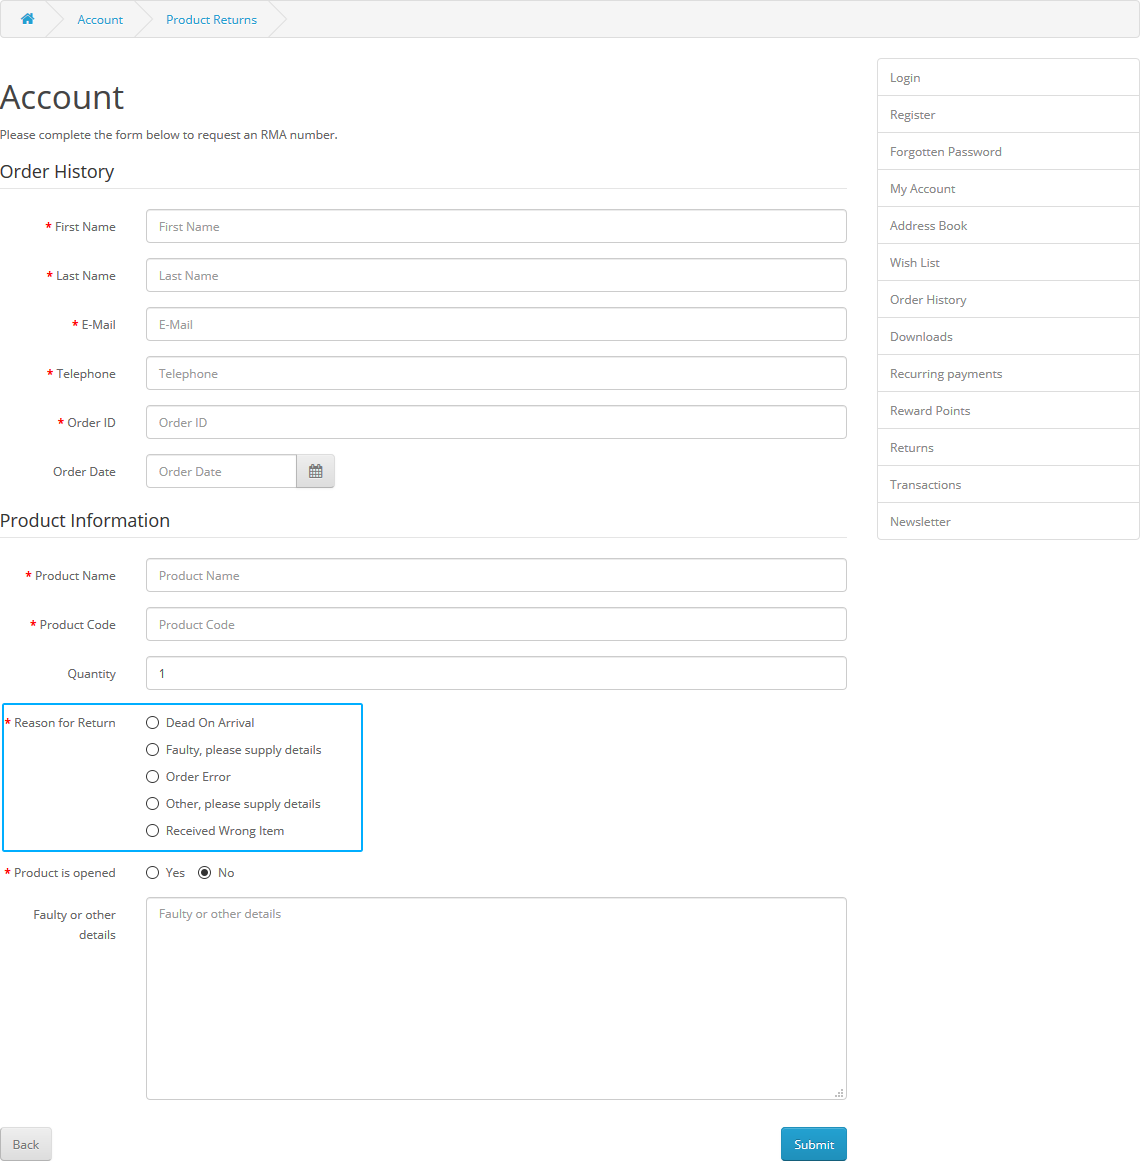 Account
Product Returns
Account
Please complete the form below to request an RMA number.
Order History
* First Name
First Name
* Last Name
Last Name
* E-Mail
E-Mail
* Telephone
Telephone
* Order ID
Order ID
Order Date
Order Date
Product Information
* Product Name
Product Name
* Product Code
Product Code
Quantity
1
* Reason for Return
Dead On Arrival
Faulty, please supply details
Order Error
Other, please supply details
Received Wrong Item
* Product is opened
Yes
No
Faulty or other
details
Faulty or other details
Back
Submit
Login
Register
Forgotten Password
My Account
Address Book
Wish List
Order History
Downloads
Recurring payments
Reward Points
Returns
Transactions
Newsletter